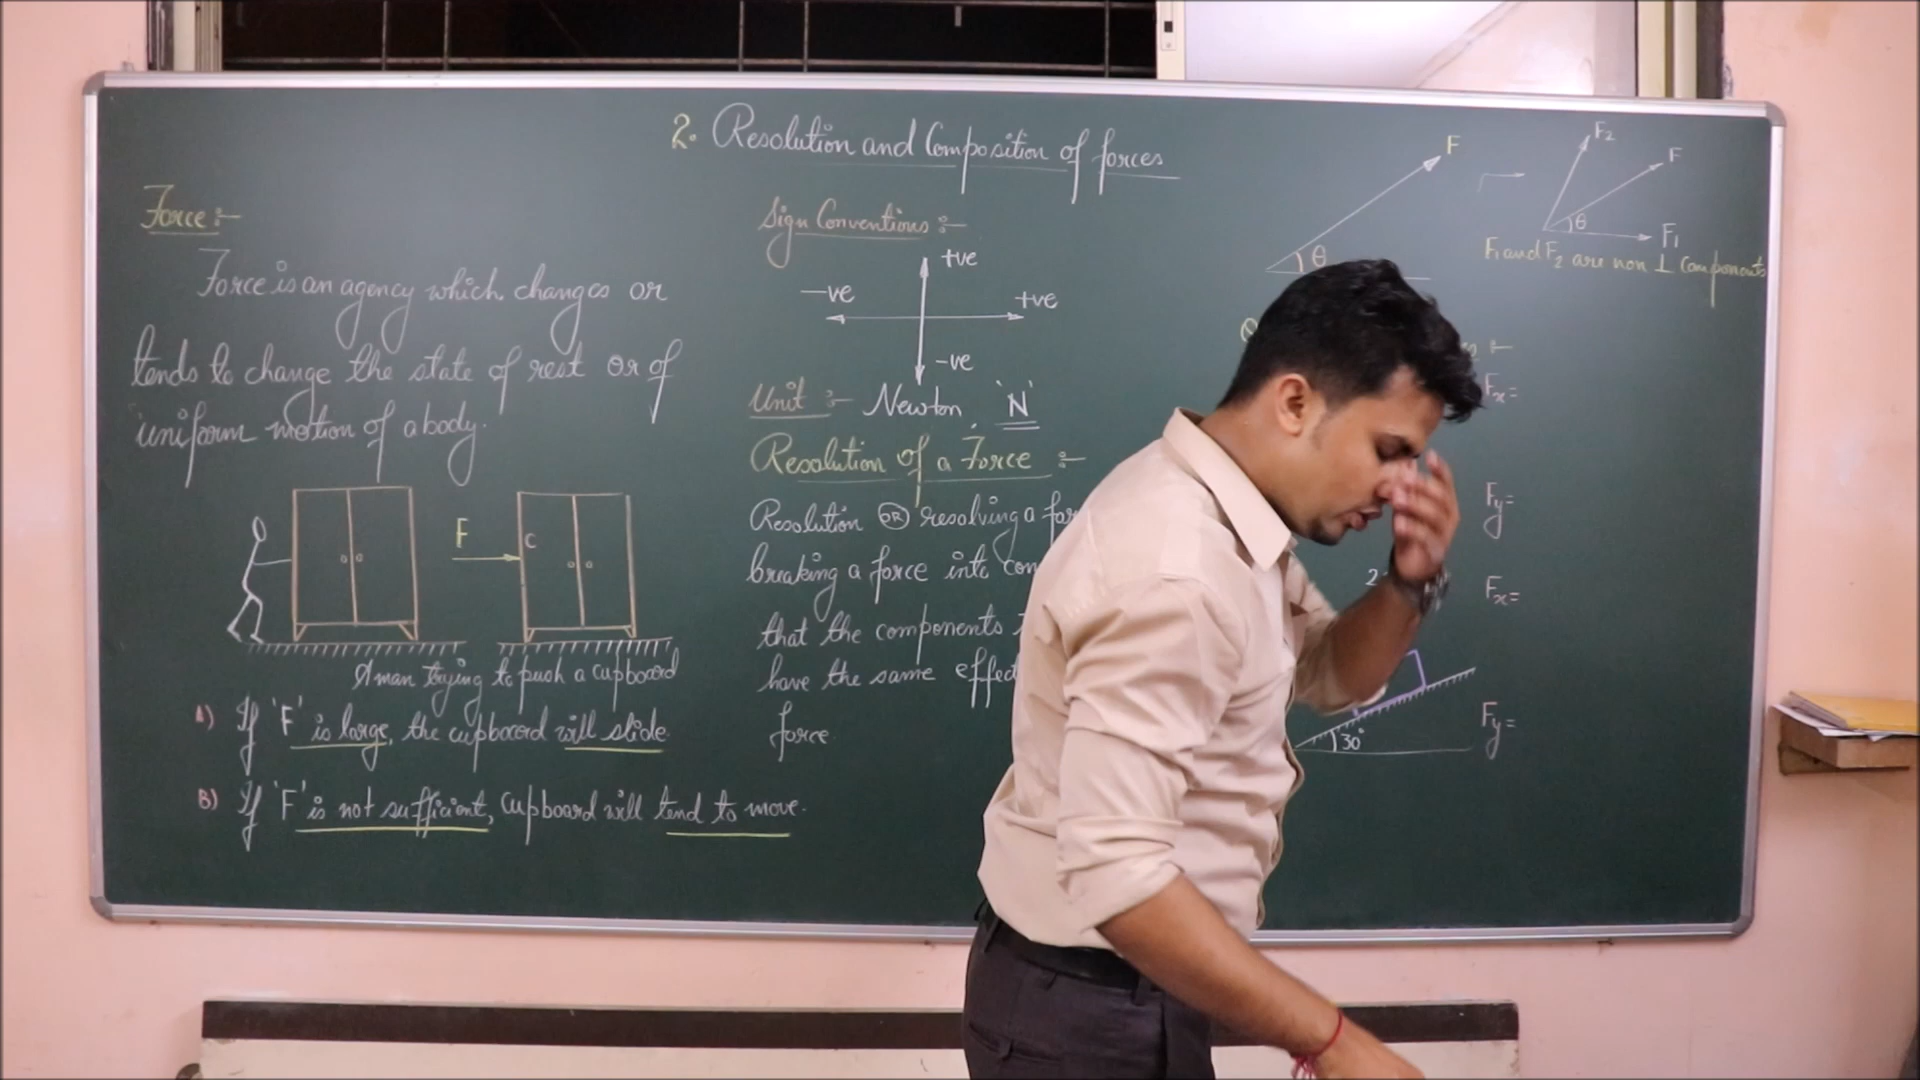 2. Resolution and Composition of forces
Force :-
Force is an agency which changes or
tends to change the state of rest or of
uniform motion of a body.
F
C
A man trying to push a cupboard
A) If 'F' is large, the cupboard will slide
B) If 'F' is not sufficient, cupboard will tend to move.
Sign Conventions :-
+ve
-ve
+ve
-ve
Unit :- Newton 'N'
Resolution of a Force :-
Resolution OR resolving a
breaking a force into
that the components
have the same
force
F
θ
F2
F
θ
F1
F1 and F2 are non ⊥ components
Fx=
Fy=
2
Fx=
30°
Fy=